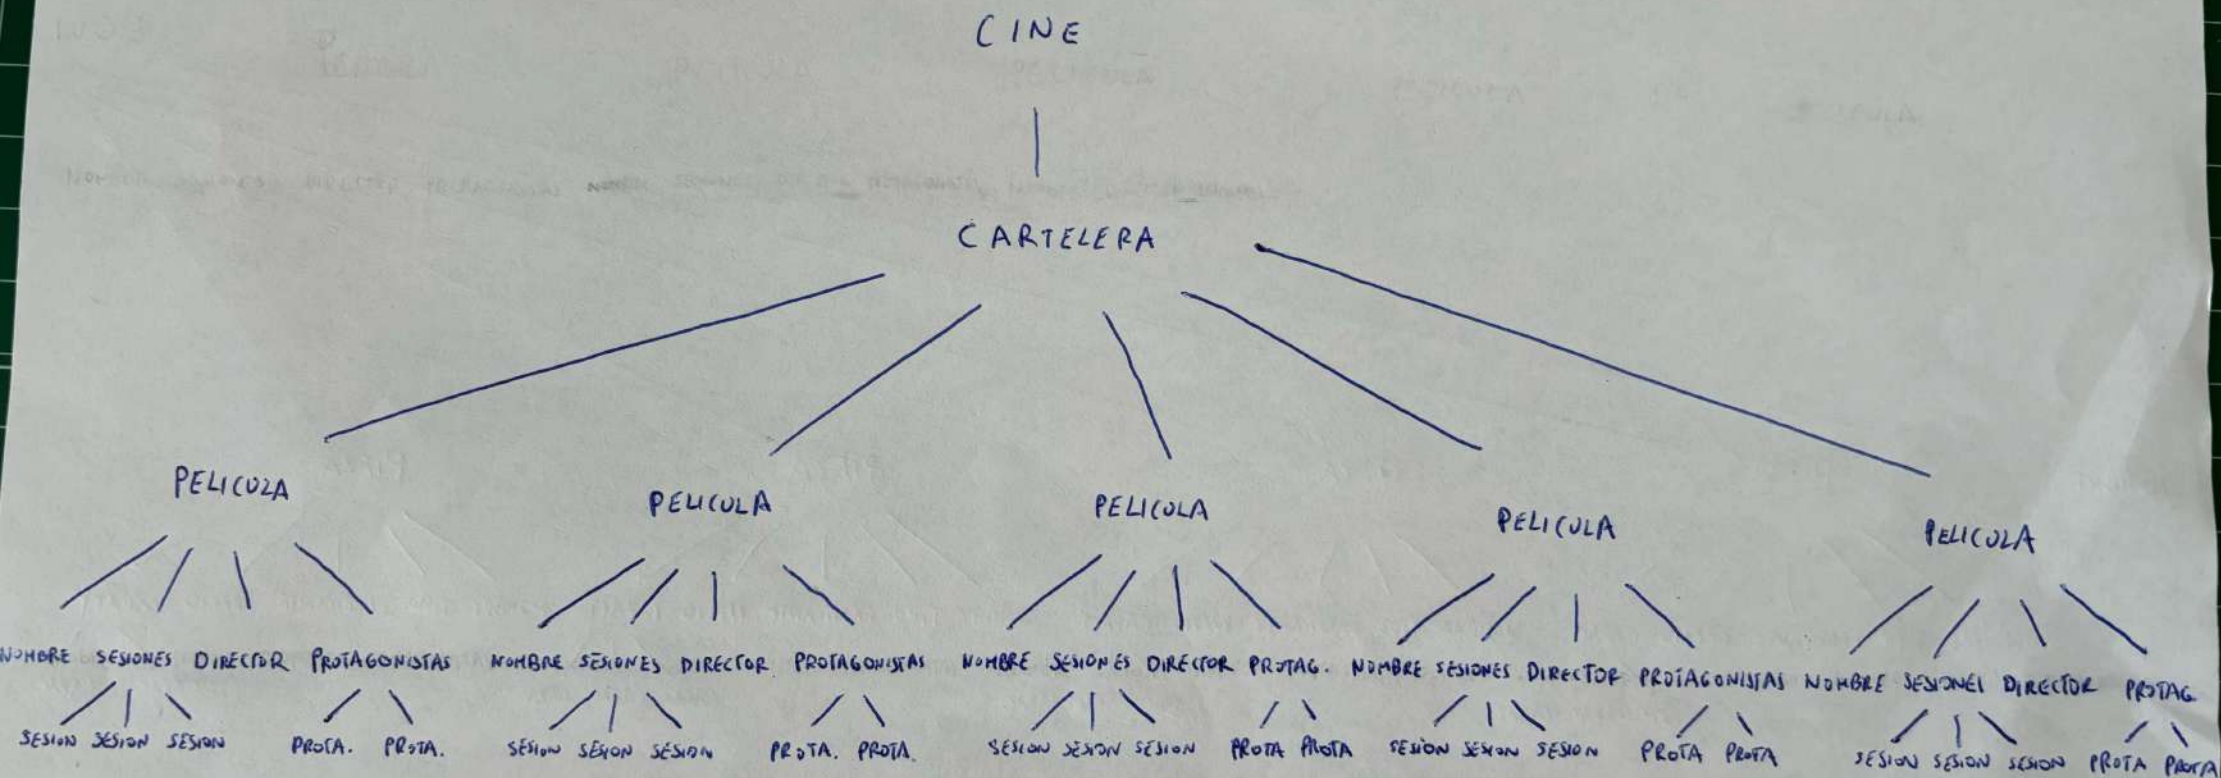 CINE
CARTELERA
PELICULA PELICULA PELICULA PELICULA PELICULA
NOMBRE SESIONES DIRECTOR PROTAGONISTAS NOMBRE SESIONES DIRECTOR PROTAGONISTAS NOMBRE SESIONES DIRECTOR PROTAG. NOMBRE SESIONES DIRECTOR PROTAGONISTAS NOMBRE SESIONES DIRECTOR PROTAG
SESION SESION SESION PROTA. PROTA. SESION SESION SESION PROTA. PROTA. SESION SESION SESION PROTA PROTA SESION SESION SESION PROTA PROTA SESION SESION SESION PROTA PROTA